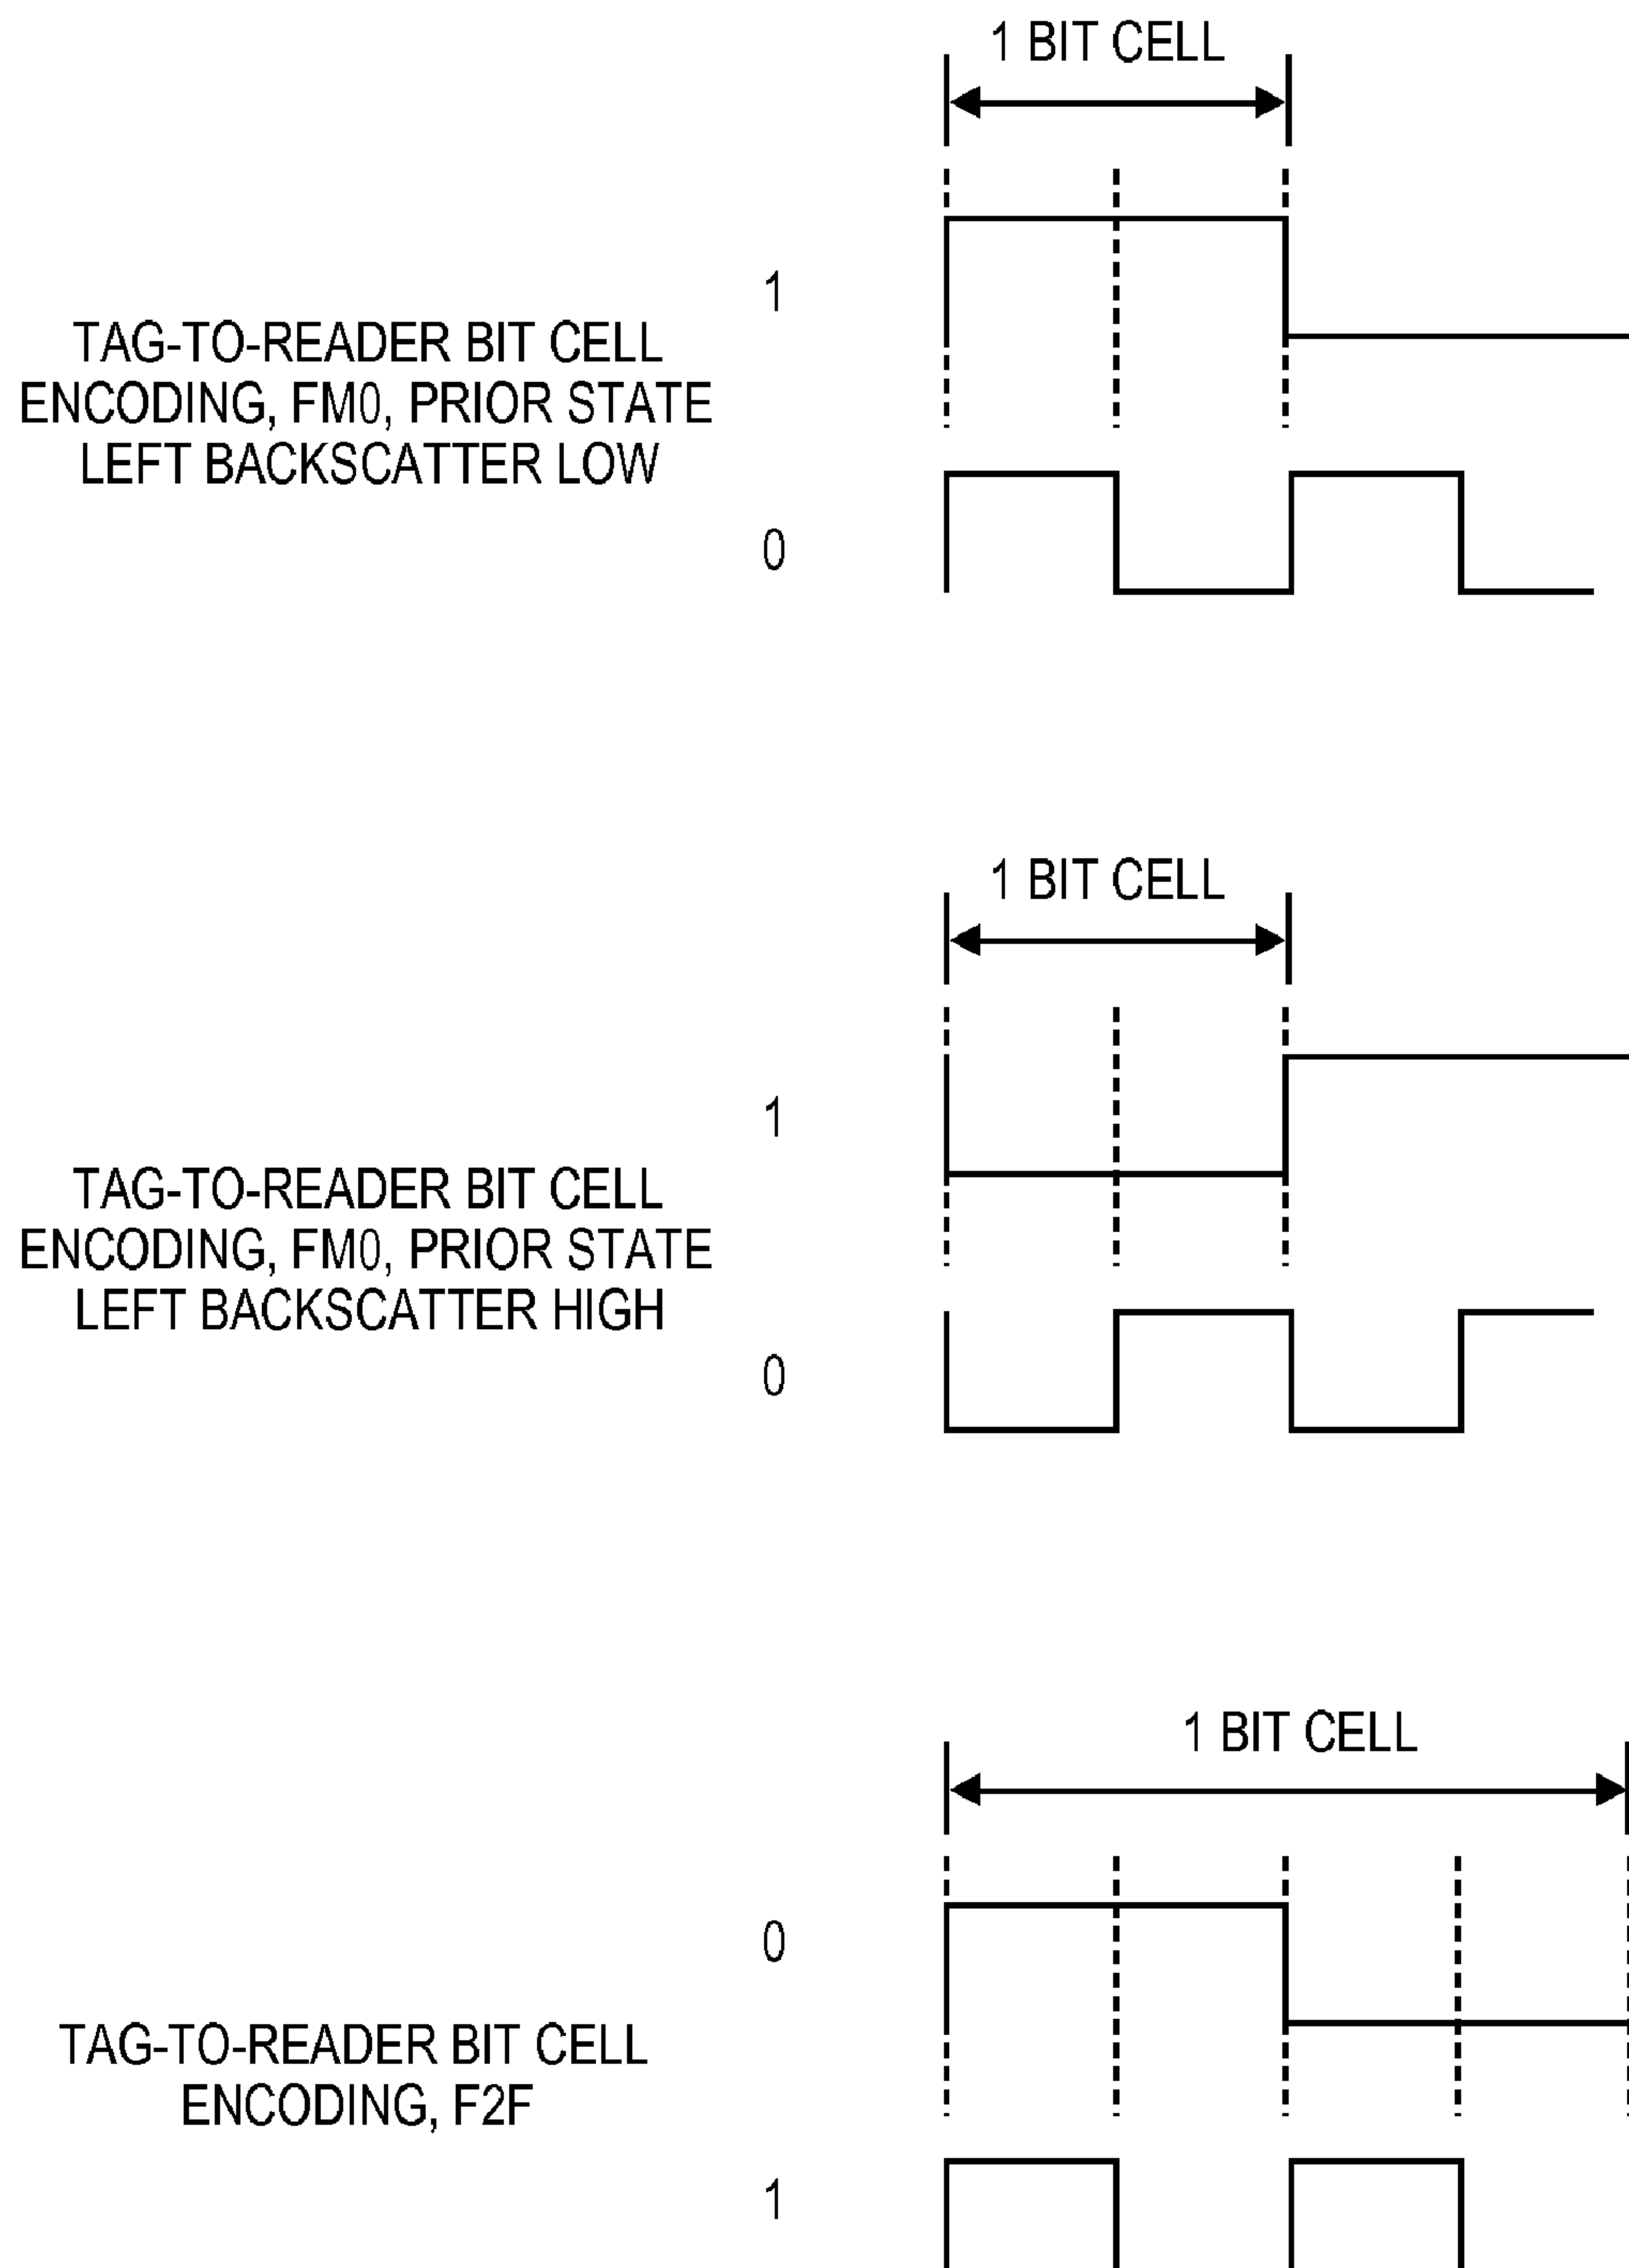 1 BIT CELL
1
TAG-TO-READER BIT CELL
ENCODING, FM0, PRIOR STATE
LEFT BACKSCATTER LOW
0
1 BIT CELL
1
TAG-TO-READER BIT CELL
ENCODING, FM0, PRIOR STATE
LEFT BACKSCATTER HIGH
0
1 BIT CELL
0
TAG-TO-READER BIT CELL
ENCODING, F2F
1